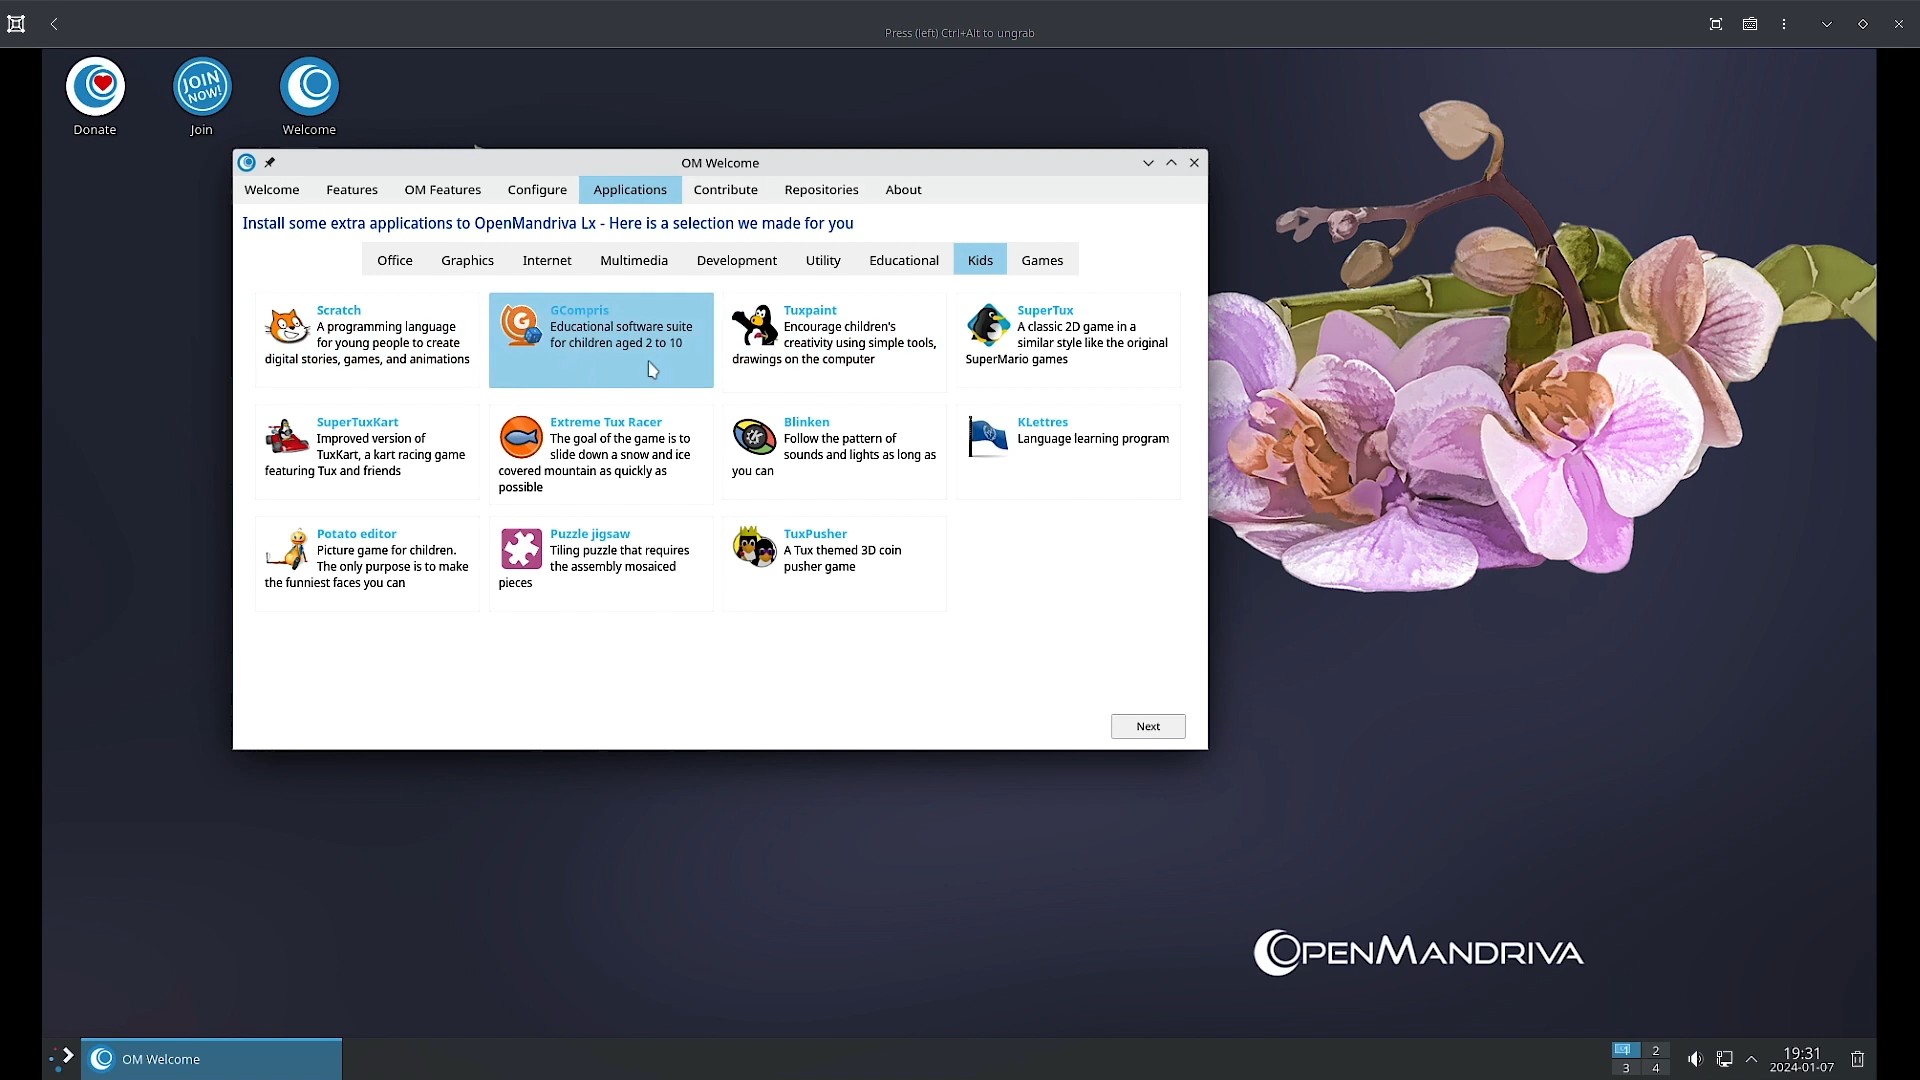 Press (left) Ctrl+Alt to ungrab
JOIN
NOW!
Donate
Join
Welcome
OM Welcome
Welcome
Features
OM Features
Configure
Applications
Contribute
Repositories
About
Install some extra applications to OpenMandriva Lx - Here is a selection we made for you
Office
Graphics
Internet
Multimedia
Development
Utility
Educational
Kids
Games
Scratch
A programming language
for young people to create
digital stories, games, and animations
GCompris
Educational software suite
for children aged 2 to 10
Tuxpaint
Encourage children's
creativity using simple tools,
drawings on the computer
SuperTux
A classic 2D game in a
similar style like the original
SuperMario games
SuperTuxKart
Improved version of
TuxKart, a kart racing game
featuring Tux and friends
Extreme Tux Racer
The goal of the game is to
slide down a snow and ice
covered mountain as quickly as
possible
Blinken
Follow the pattern of
sounds and lights as long as
you can
KLettres
Language learning program
Potato editor
Picture game for children.
The only purpose is to make
the funniest faces you can
Puzzle jigsaw
Tiling puzzle that requires
the assembly mosaiced
pieces
TuxPusher
A Tux themed 3D coin
pusher game
Next
OPENMANDRIVA
OM Welcome
1
2
3
4
19:31
2024-01-07